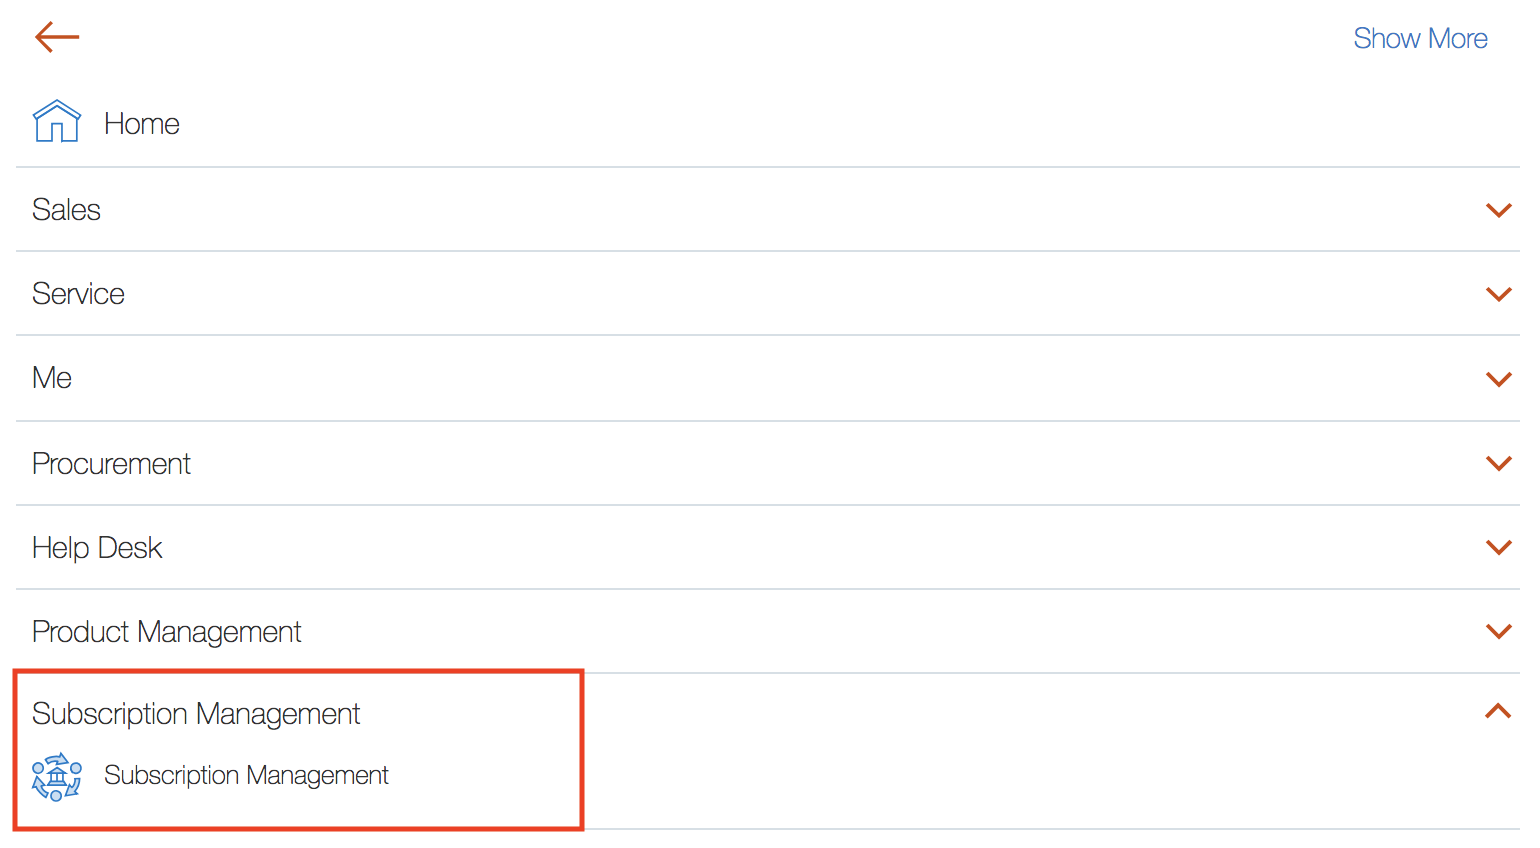 Show More
Home
Sales
Service
Me
Procurement
Help Desk
Product Management
Subscription Management
Subscription Management